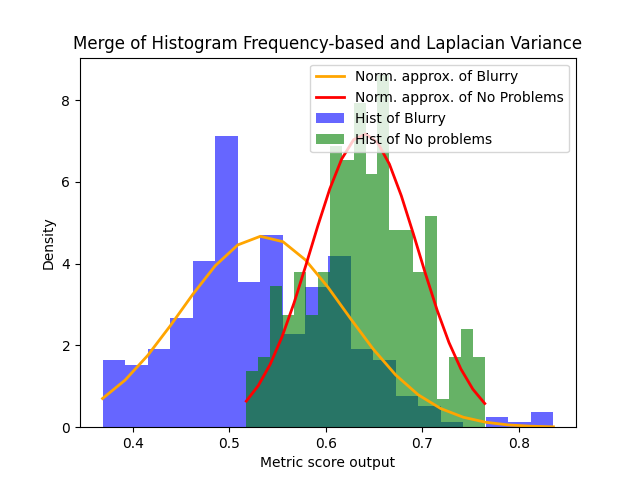 Merge of Histogram Frequency-based and Laplacian Variance
Norm. approx. of Blurry
Norm. approx. of No Problems
Hist of Blurry
Hist of No problems
Density
8
6
4
2
0
0.4 0.5 0.6 0.7 0.8
Metric score output